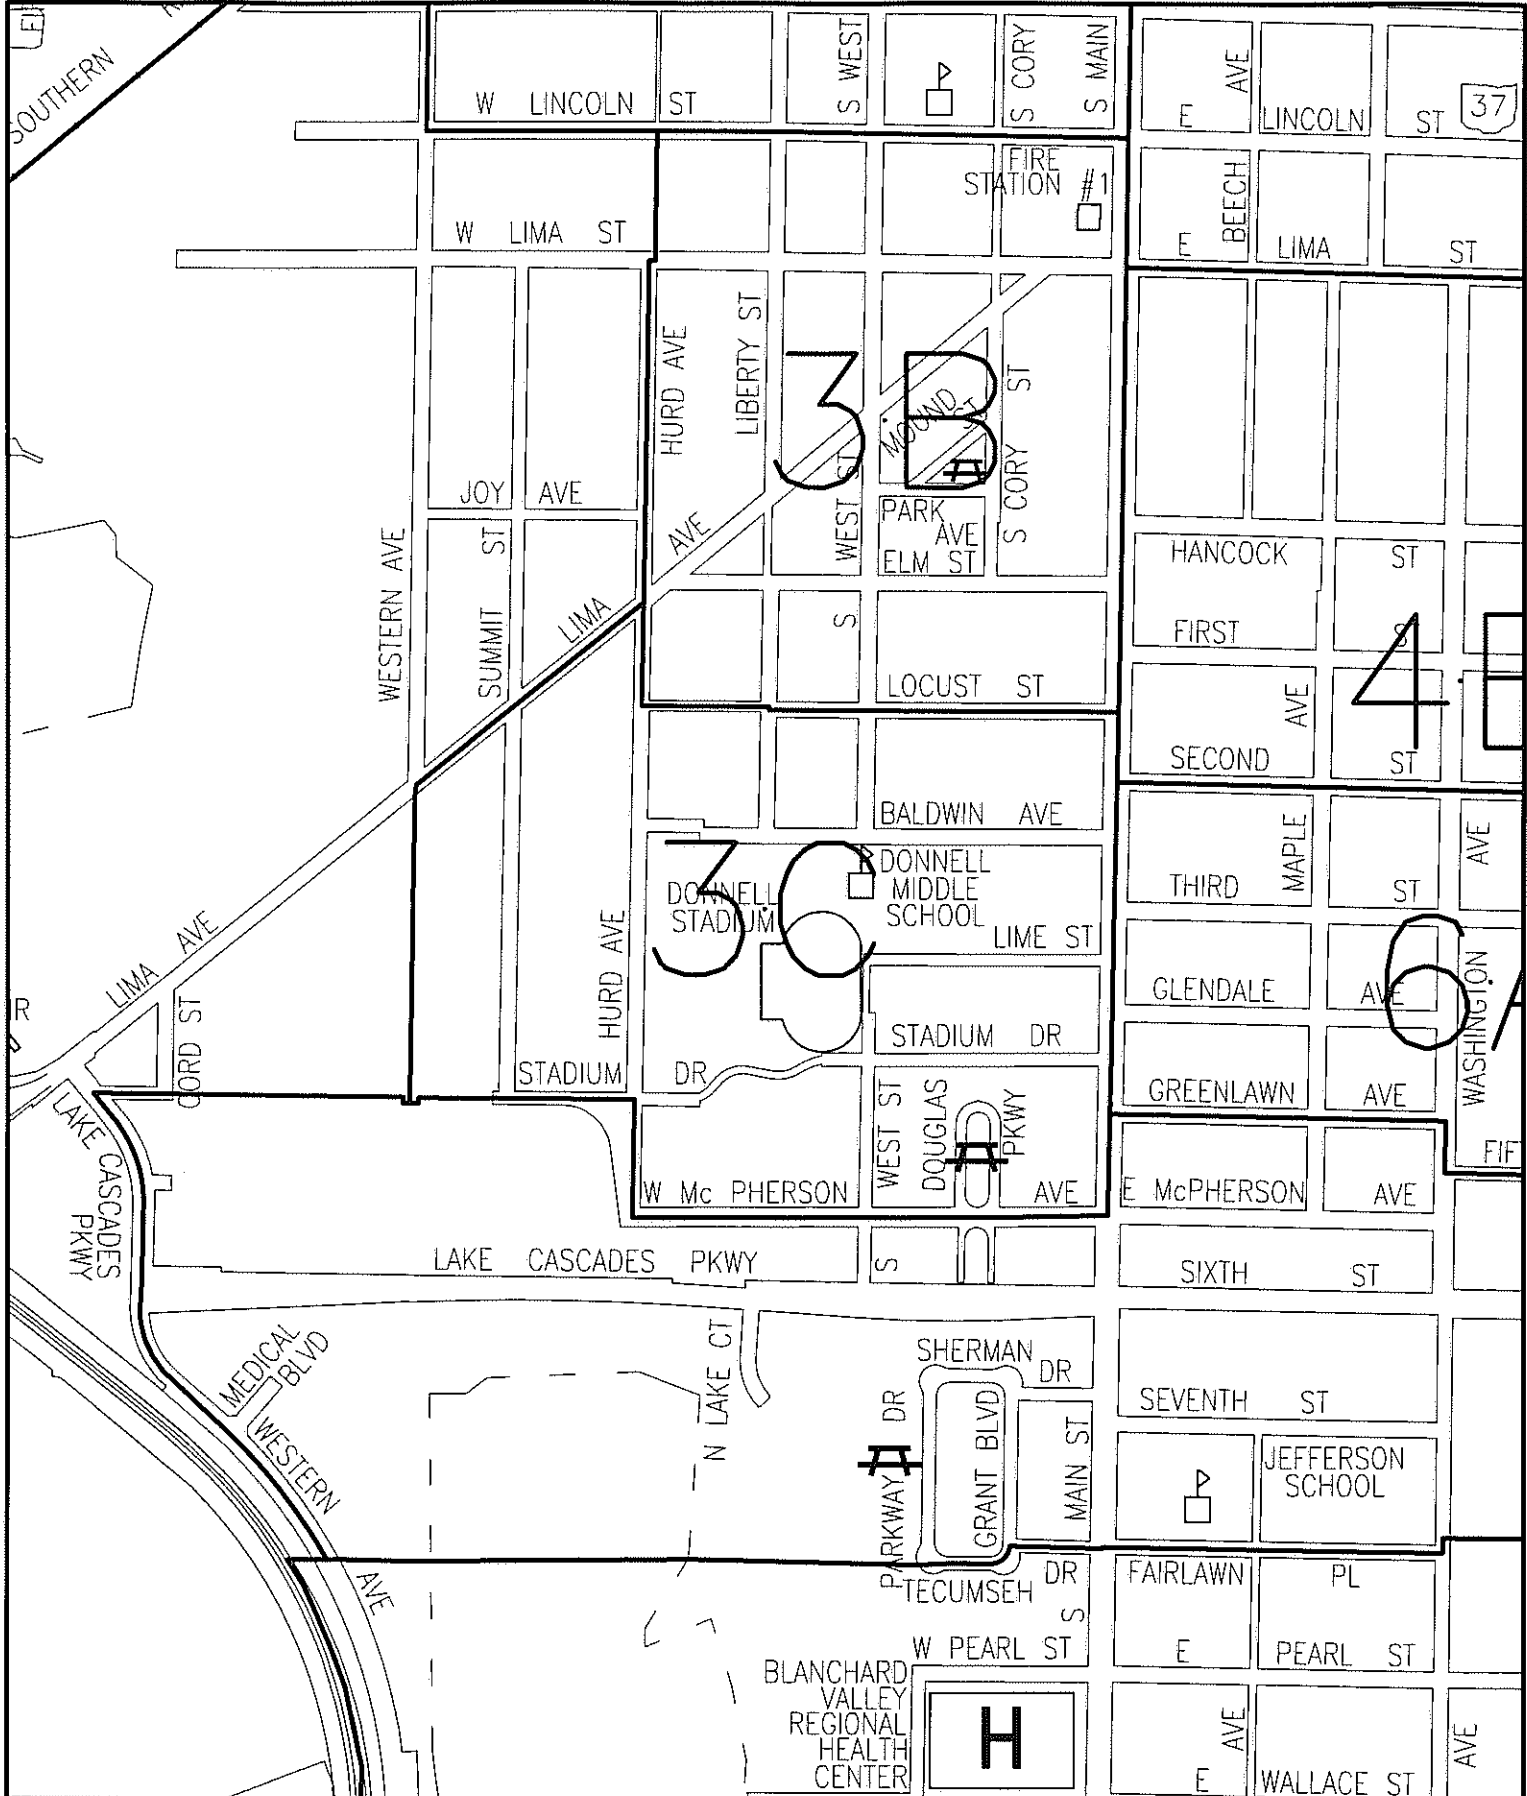 SOUTHERN
W LINCOLN ST
S WEST
S CORY
S MAIN
E LINCOLN ST
AVE
37
FIRE
STATION #1
BEECH
W LIMA ST
E LIMA ST
HURD AVE
LIBERTY ST
3B
MOUND
ST
S CORY ST
WEST ST
S
PARK
AVE
ELM ST
JOY AVE
WESTERN AVE
SUMMIT ST
LIMA AVE
HANCOCK ST
FIRST S
4
LOCUST ST
SECOND ST
MAPLE AVE
BALDWIN AVE
3C
DONNELL
STADIUM
DONNELL
MIDDLE
SCHOOL
LIME ST
THIRD ST
AVE
WASHINGTON
LIMA AVE
CORD ST
HURD AVE
GLENDALE AVE
6
STADIUM DR
STADIUM DR
GREENLAWN AVE
LAKE CASCADES
PKWY
WEST ST
S
DOUGLAS
PKWY
FIF
W Mc PHERSON AVE
E McPHERSON AVE
LAKE CASCADES PKWY
SIXTH ST
MEDICAL
BLVD
N LAKE CT
SHERMAN
DR
PARKWAY DR
GRANT BLVD
MAIN ST
S
SEVENTH ST
JEFFERSON
SCHOOL
WESTERN
AVE
TECUMSEH
DR
FAIRLAWN PL
W PEARL ST
E PEARL ST
BLANCHARD
VALLEY
REGIONAL
HEALTH
CENTER
H
AVE
E WALLACE ST
AVE